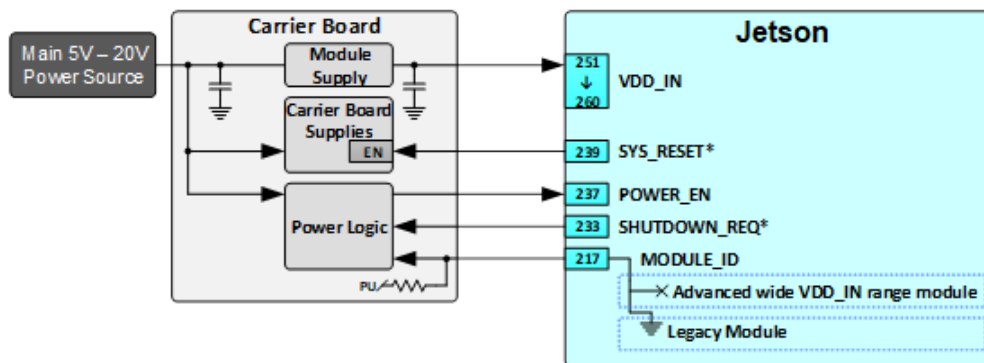 Main 5V – 20V
Power Source
Carrier Board
Module
Supply
Carrier Board
Supplies
EN
Power Logic
PU
Jetson
251
260
VDD_IN
239
SYS_RESET*
237
POWER_EN
233
SHUTDOWN_REQ*
217
MODULE_ID
Advanced wide VDD_IN range module
Legacy Module